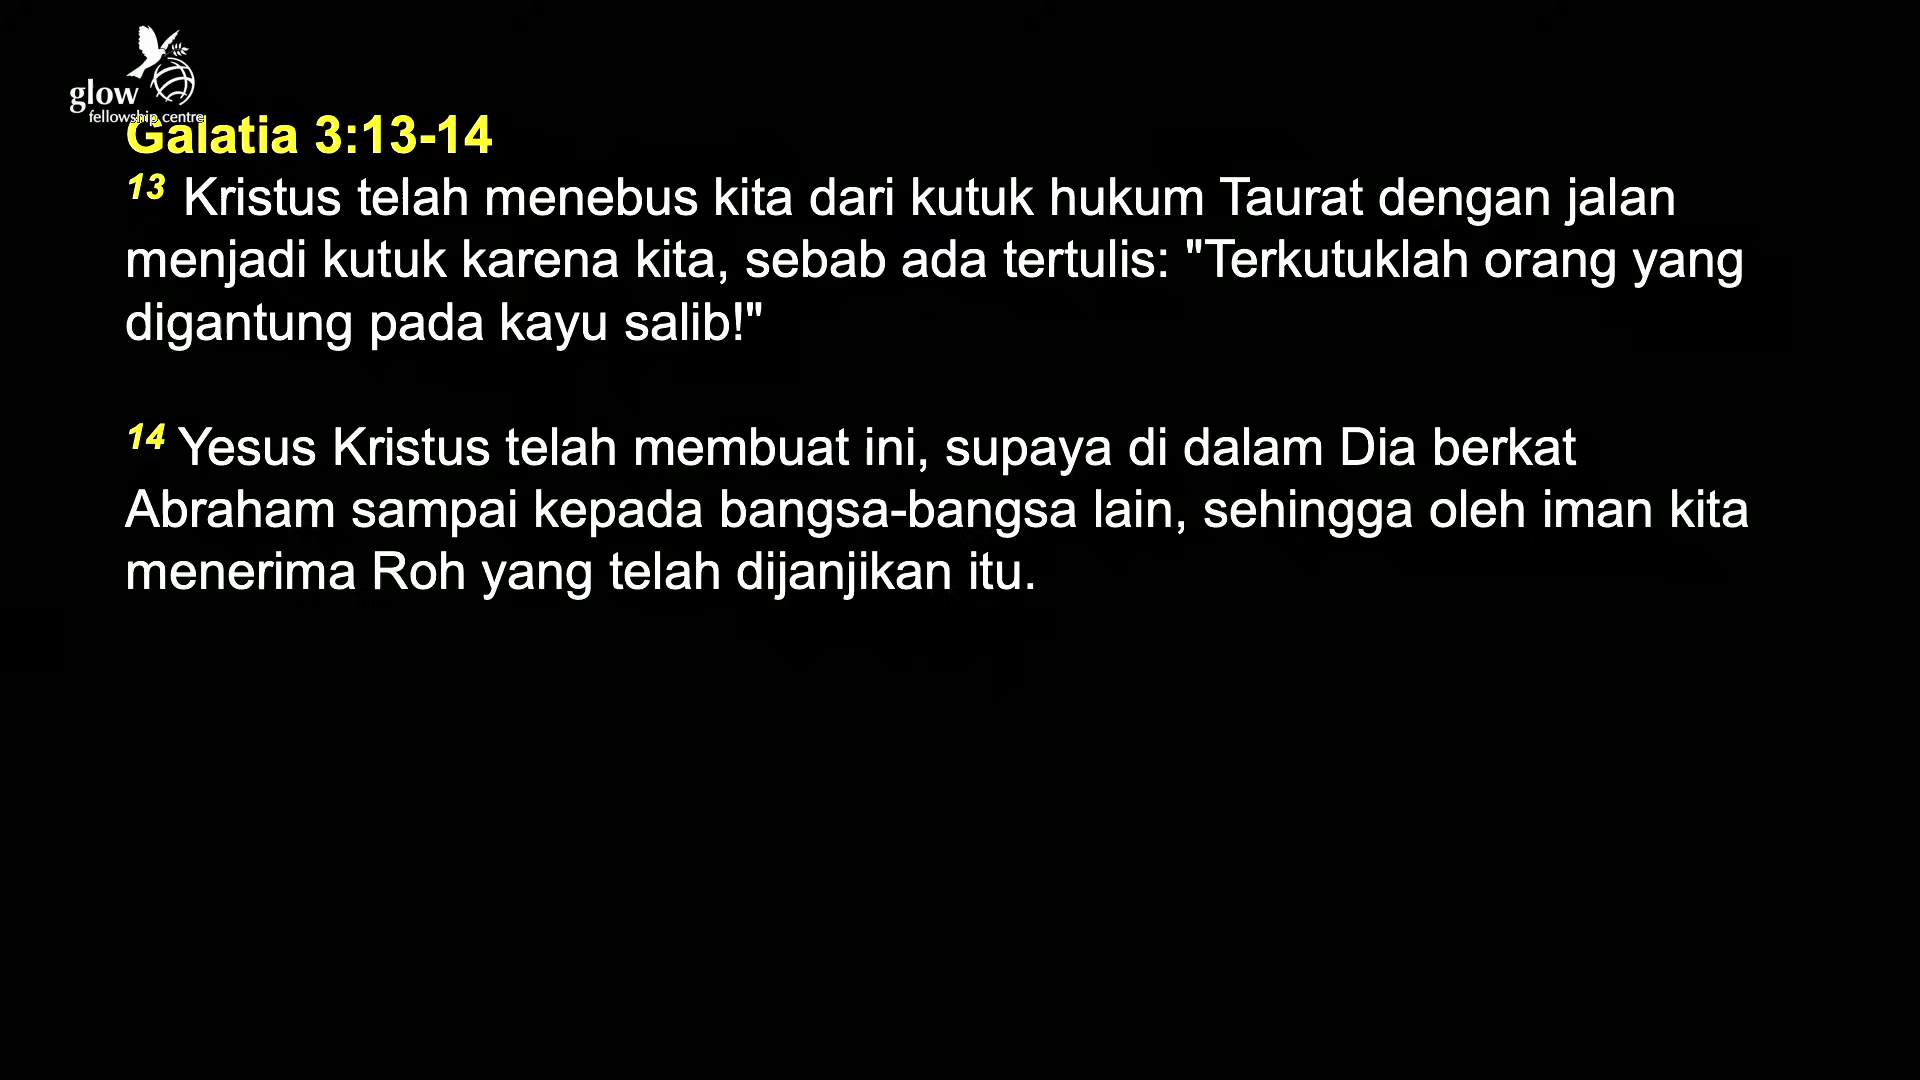 glow
fellowship centre
Galatia 3:13-14
13 Kristus telah menebus kita dari kutuk hukum Taurat dengan jalan
menjadi kutuk karena kita, sebab ada tertulis: "Terkutuklah orang yang
digantung pada kayu salib!"
14 Yesus Kristus telah membuat ini, supaya di dalam Dia berkat
Abraham sampai kepada bangsa-bangsa lain, sehingga oleh iman kita
menerima Roh yang telah dijanjikan itu.